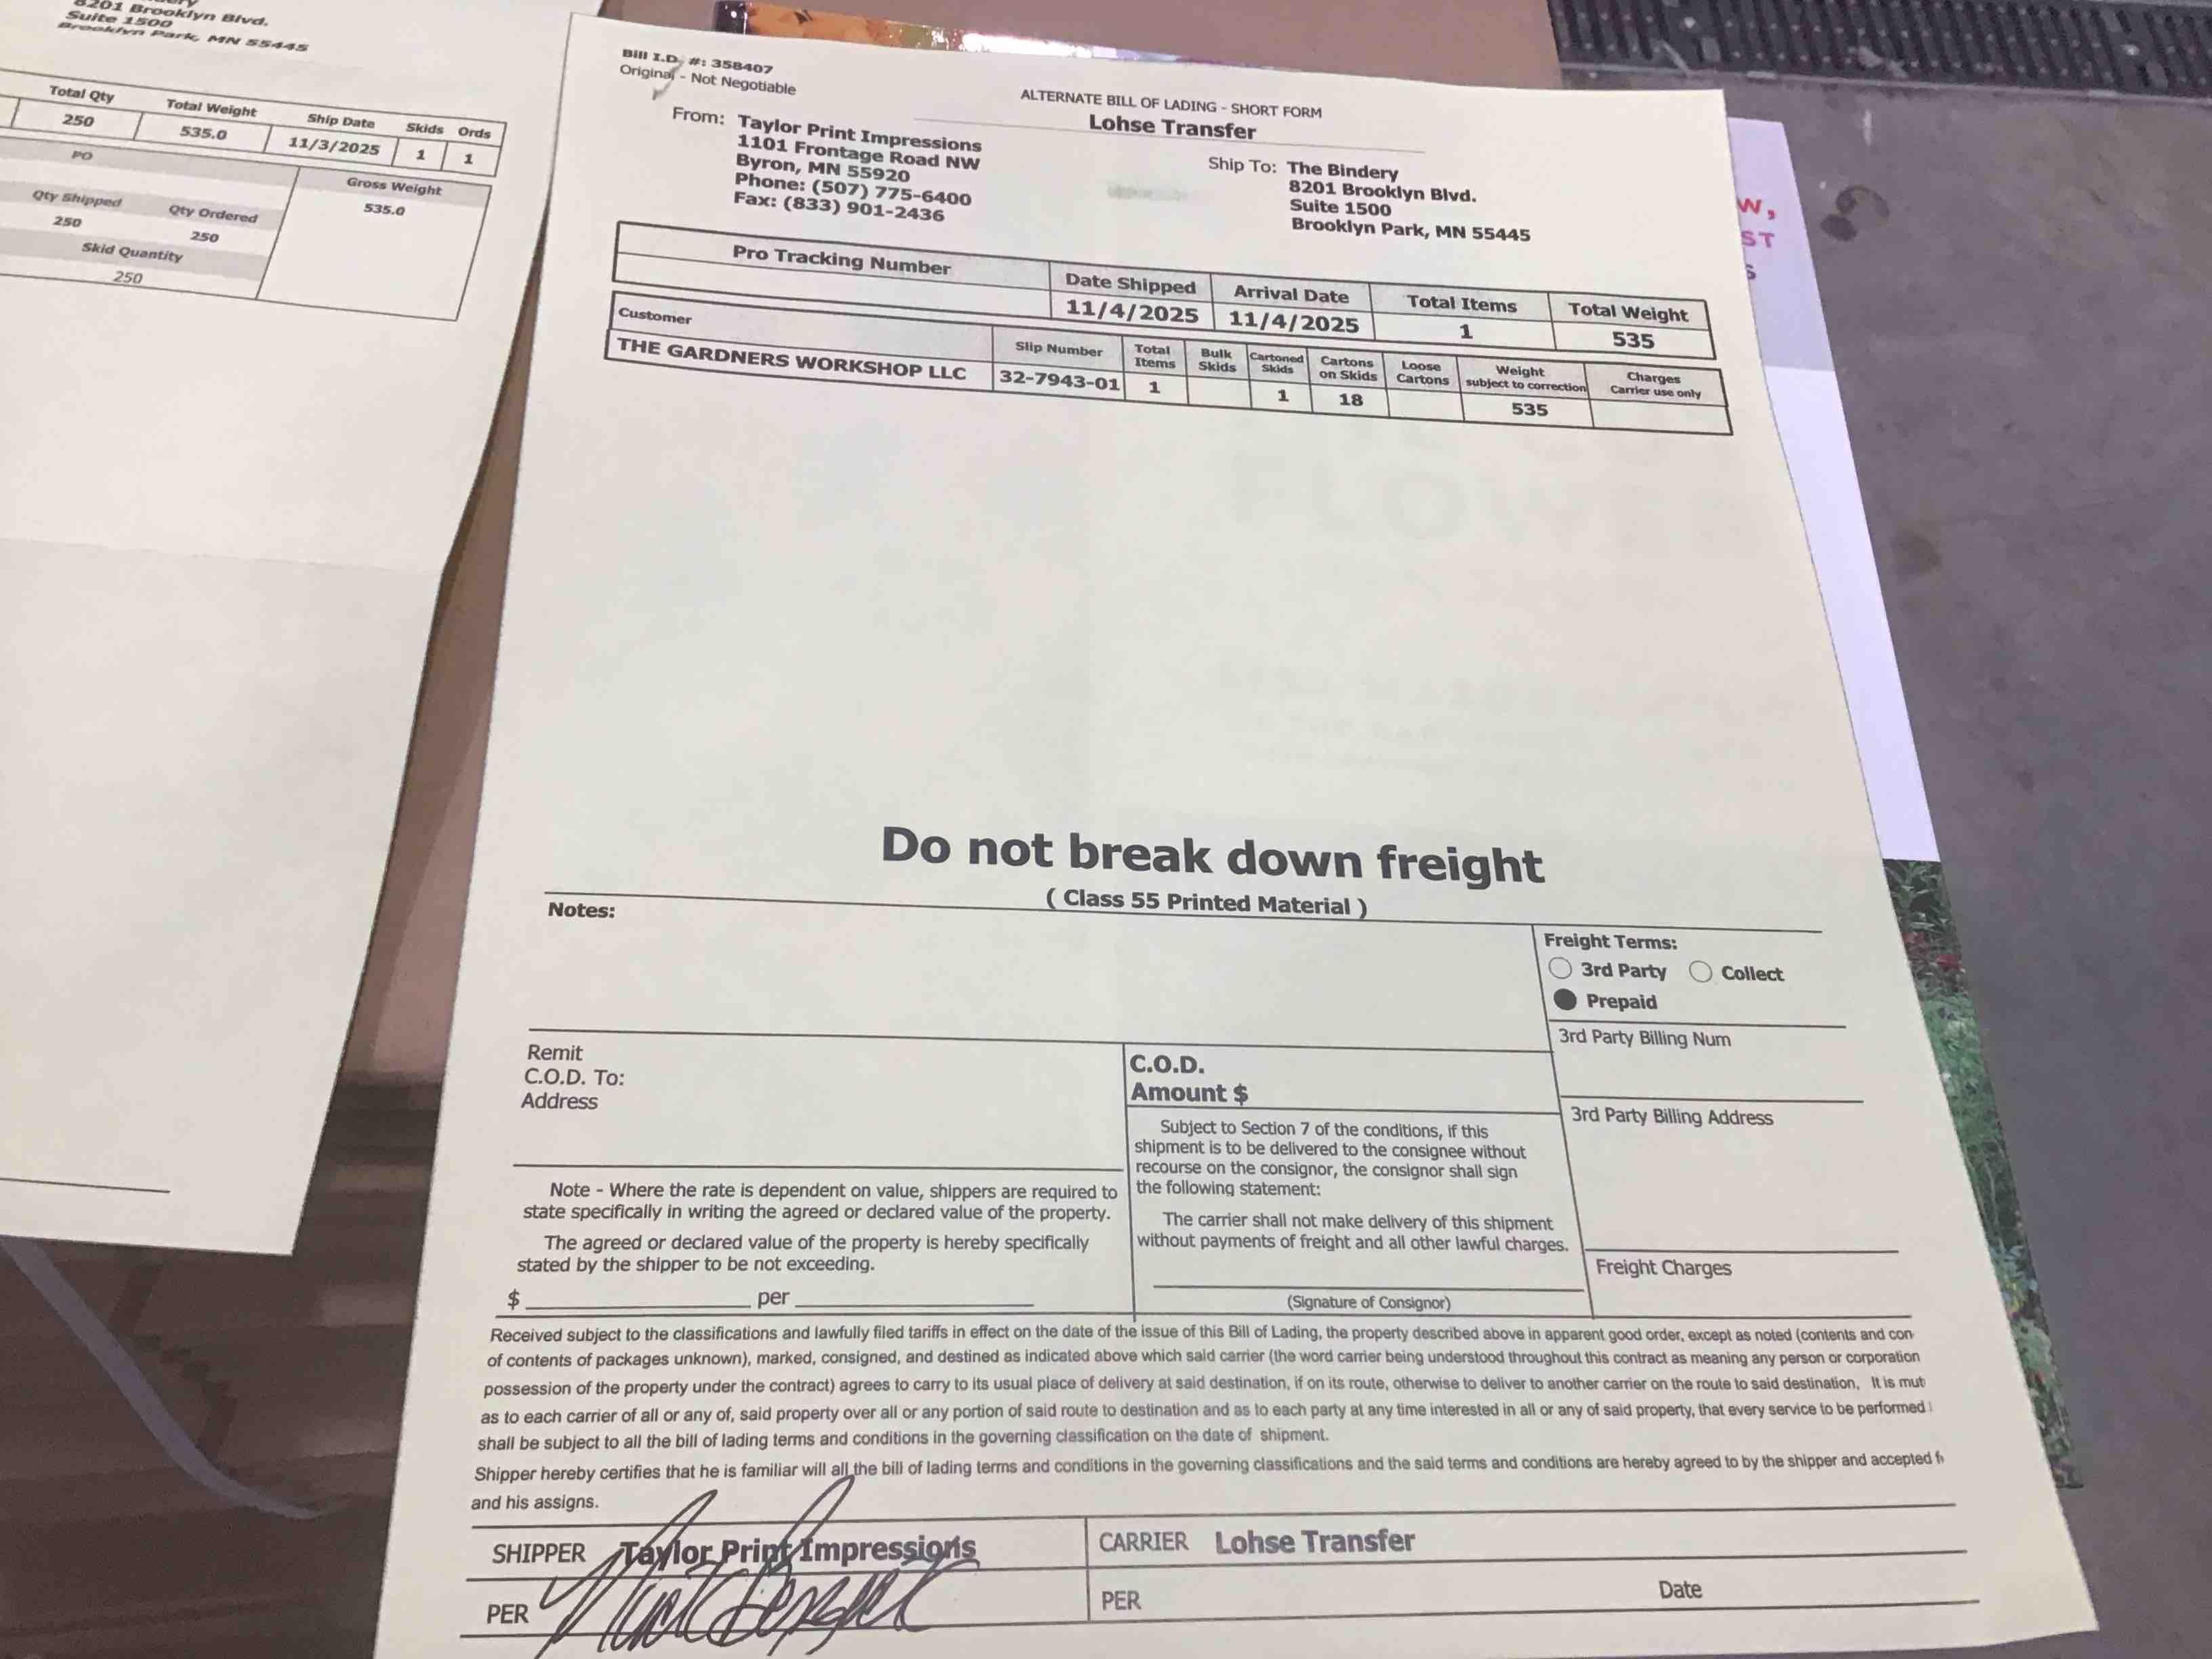 8201 Brooklyn Blvd.
Suite 1500
Brooklyn Park, MN 55445
Total Qty Total Weight Ship Date Skids Ords
250 535.0 11/3/2025 1 1
PO
Gross Weight
535.0
Qty Shipped Qty Ordered
250 250
Skid Quantity
250
Bill I.D. #: 358407
Original - Not Negotiable
ALTERNATE BILL OF LADING - SHORT FORM
Lohse Transfer
From: Taylor Print Impressions
1101 Frontage Road NW
Byron, MN 55920
Phone: (507) 775-6400
Fax: (833) 901-2436
Ship To: The Bindery
8201 Brooklyn Blvd.
Suite 1500
Brooklyn Park, MN 55445
Pro Tracking Number Date Shipped Arrival Date Total Items Total Weight
11/4/2025 11/4/2025 1 535
Customer Slip Number Total Items Bulk Skids Cartoned Skids Cartons on Skids Loose Cartons Weight subject to correction Charges Carrier use only
THE GARDNERS WORKSHOP LLC 32-7943-01 1 1 18 535
W,
ST
S
FLOW
Do not break down freight
( Class 55 Printed Material )
Notes:
Freight Terms:
3rd Party Collect
Prepaid
3rd Party Billing Num
3rd Party Billing Address
Freight Charges
Remit
C.O.D. To:
Address
C.O.D.
Amount $
Subject to Section 7 of the conditions, if this
shipment is to be delivered to the consignee without
recourse on the consignor, the consignor shall sign
the following statement:
The carrier shall not make delivery of this shipment
without payments of freight and all other lawful charges.
(Signature of Consignor)
Note - Where the rate is dependent on value, shippers are required to
state specifically in writing the agreed or declared value of the property.
The agreed or declared value of the property is hereby specifically
stated by the shipper to be not exceeding.
$ per
Received subject to the classifications and lawfully filed tariffs in effect on the date of the issue of this Bill of Lading, the property described above in apparent good order, except as noted (contents and con
of contents of packages unknown), marked, consigned, and destined as indicated above which said carrier (the word carrier being understood throughout this contract as meaning any person or corporation
possession of the property under the contract) agrees to carry to its usual place of delivery at said destination, if on its route, otherwise to deliver to another carrier on the route to said destination. It is mut
as to each carrier of all or any of, said property over all or any portion of said route to destination and as to each party at any time interested in all or any of said property, that every service to be performed
shall be subject to all the bill of lading terms and conditions in the governing classification on the date of shipment.
Shipper hereby certifies that he is familiar will all the bill of lading terms and conditions in the governing classifications and the said terms and conditions are hereby agreed to by the shipper and accepted f
and his assigns.
SHIPPER Taylor Print Impressions
CARRIER Lohse Transfer
PER
PER Date